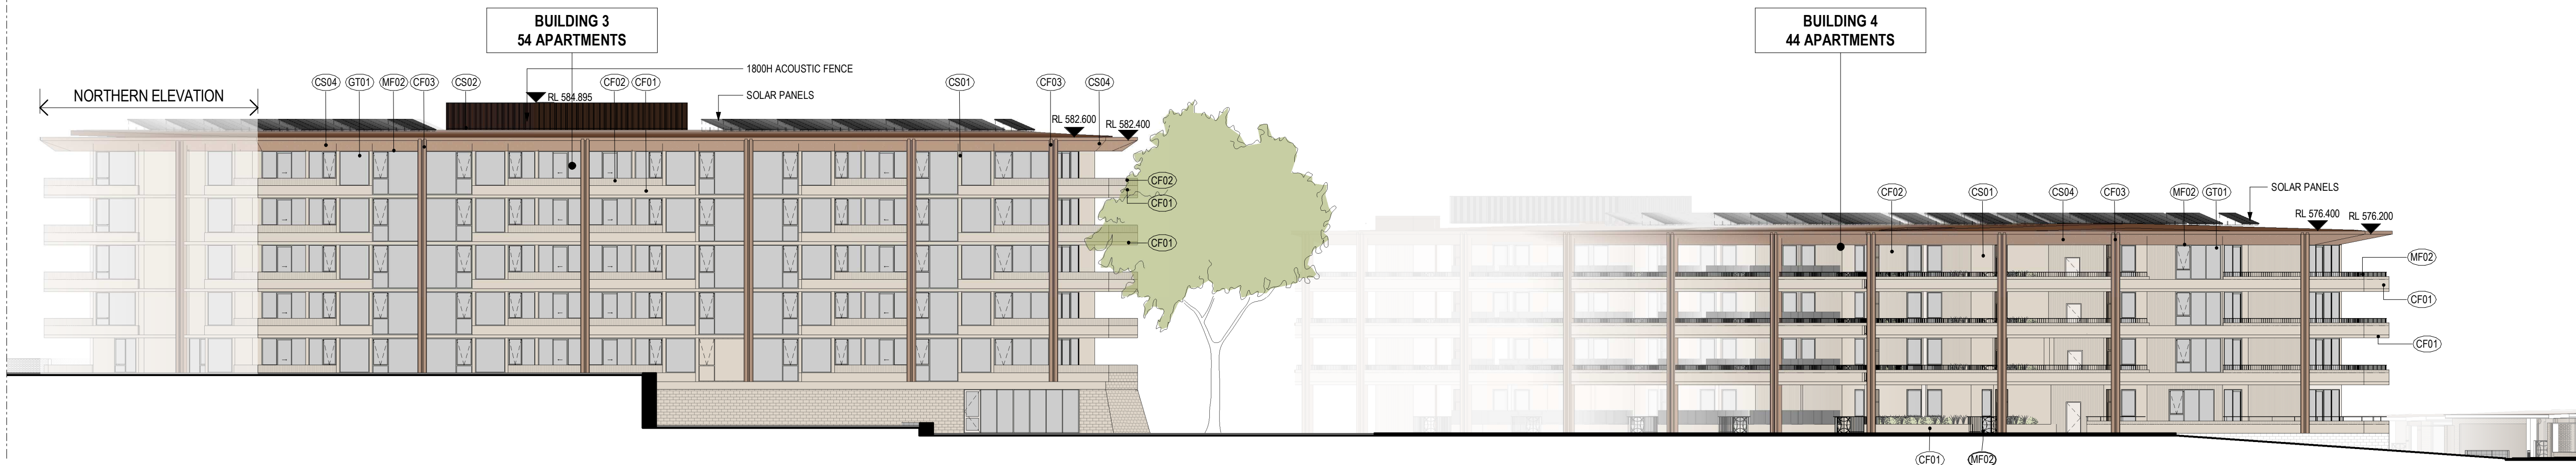 BUILDING 3
54 APARTMENTS
BUILDING 4
44 APARTMENTS
NORTHERN ELEVATION
CS04
GT01
MF02
CF03
CS02
RL 584.895
CF02
CF01
1800H ACOUSTIC FENCE
SOLAR PANELS
CS01
CF03
CS04
RL 582.600
RL 582.400
CF02
CF01
CF01
CF02
CS01
CS04
CF03
MF02
GT01
SOLAR PANELS
RL 576.400
RL 576.200
MF02
CF01
CF01
CF01
MF02